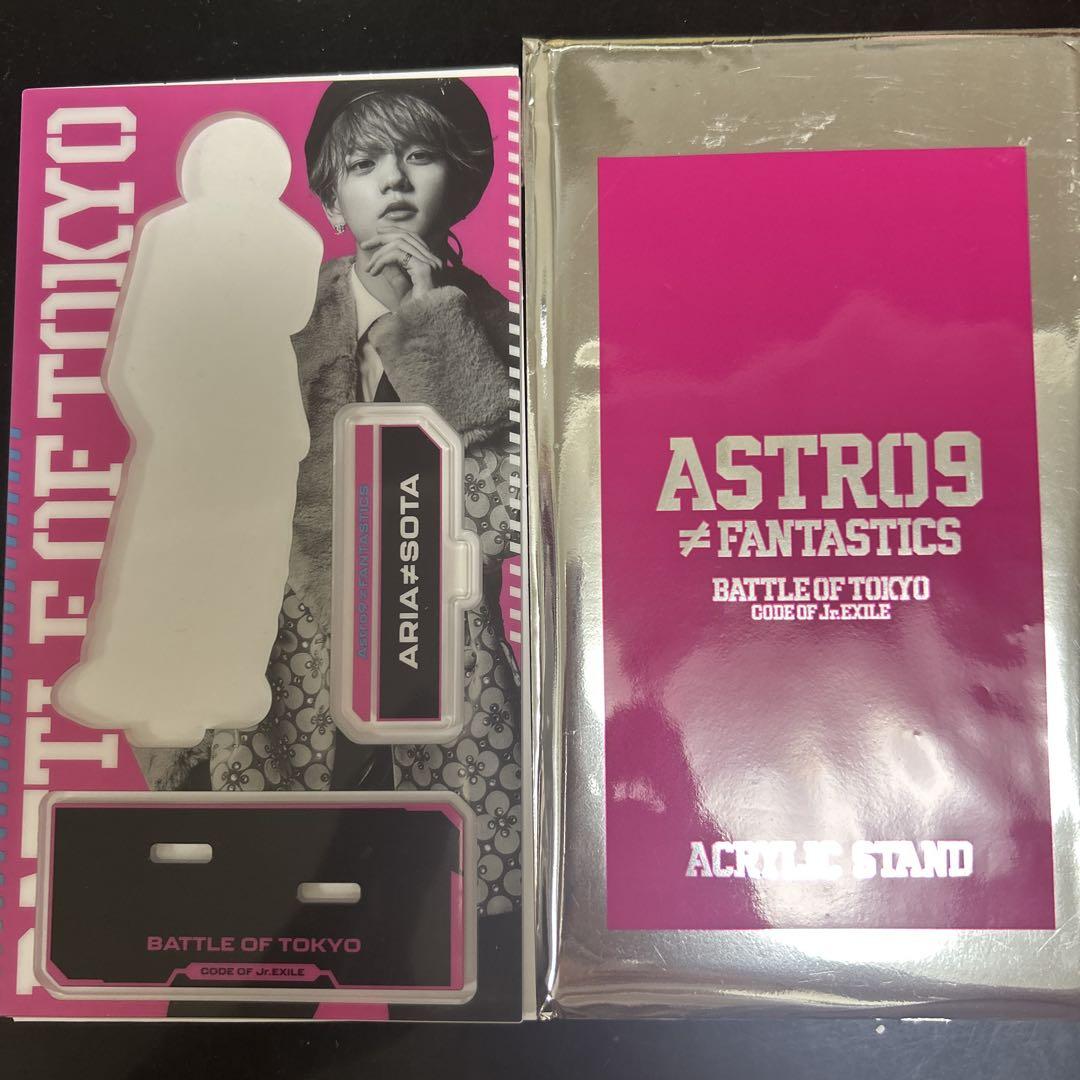 BATTLE OF TOKYO
ASTRO9≠FANTASTICS
ARIA≠SOTA
BATTLE OF TOKYO
CODE OF Jr.EXILE
ASTRO9
≠FANTASTICS
BATTLE OF TOKYO
CODE OF Jr.EXILE
ACRYLIC STAND